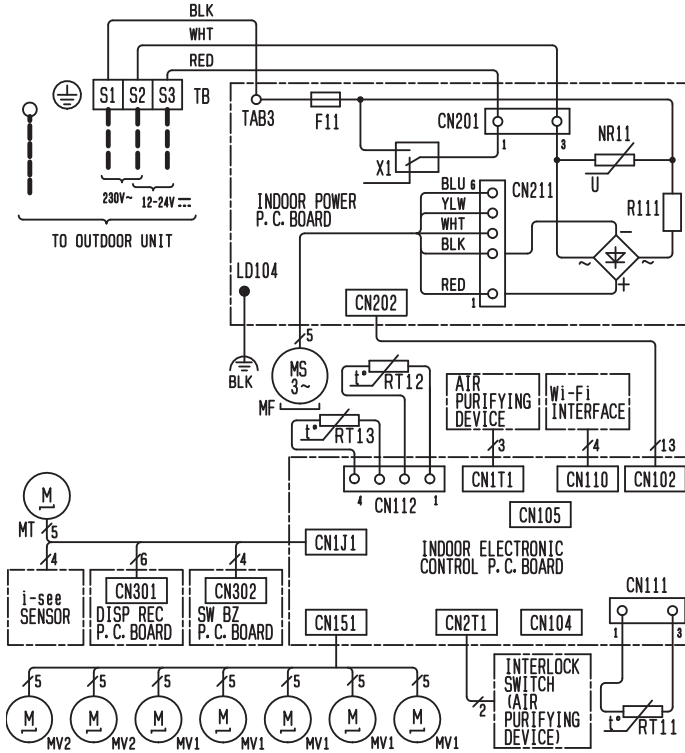 BLK
WHT
RED
S1 S2 S3 TB
TAB3
F11
CN201
1 3
NR11
U
X1
R111
230V~ 12-24V ⎓
TO OUTDOOR UNIT
INDOOR POWER
P.C.BOARD
BLU 6
YLW
WHT
BLK
RED
1
CN211
~ − ~
+
LD104
BLK
CN202
5
MS
3~
MF
t° RT12
t° RT13
AIR
PURIFYING
DEVICE
Wi-Fi
INTERFACE
3
4
13
4 1
CN112
CN1T1
CN110
CN102
CN105
M
MT
5
CN1J1
INDOOR ELECTRONIC
CONTROL P.C.BOARD
4
6
4
i-see
SENSOR
CN301
DISP REC
P.C.BOARD
CN302
SW BZ
P.C.BOARD
CN151
CN2T1
CN104
CN111
1 3
2
INTERLOCK
SWITCH
(AIR
PURIFYING
DEVICE)
t° RT11
5 5 5 5 5 5 5
M M M M M M M
MV2 MV2 MV1 MV1 MV1 MV1 MV1